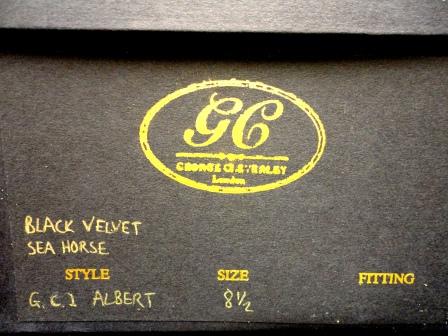 GC
GEORGE CLEVERLEY
London
BLACK VELVET
SEA HORSE
STYLE SIZE FITTING
G.C.I ALBERT 8½